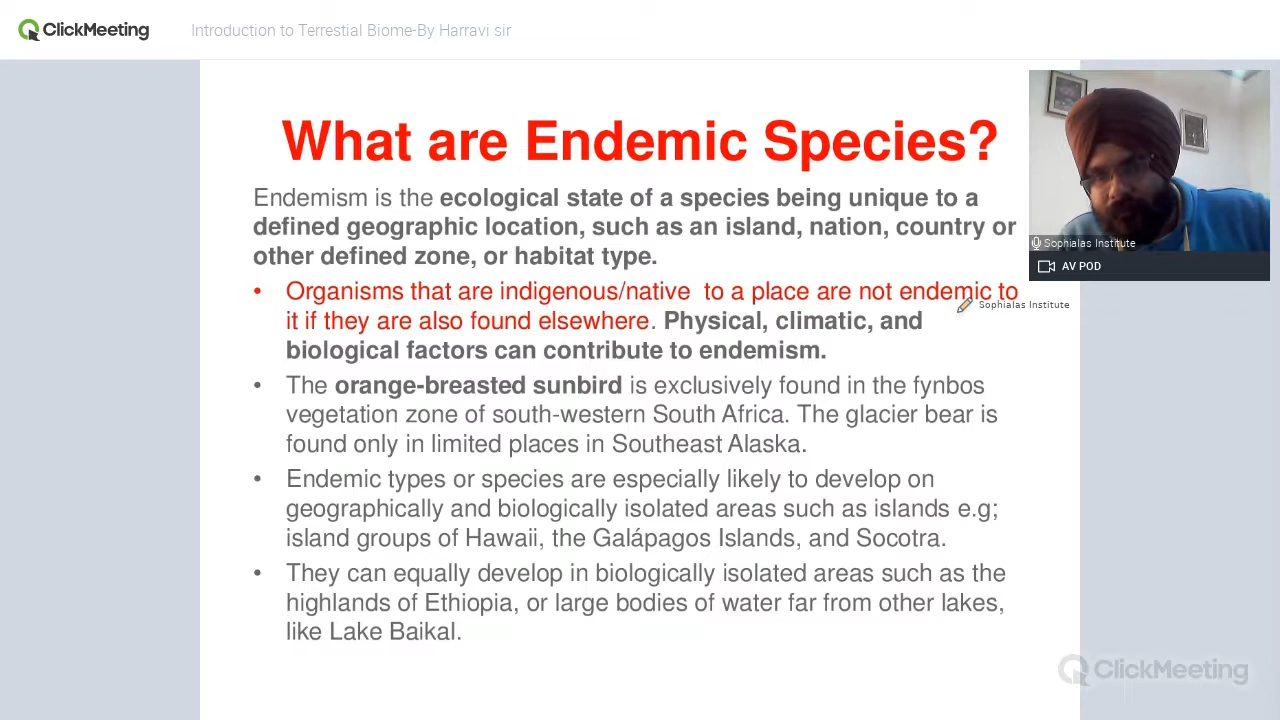 ClickMeeting
Introduction to Terrestial Biome-By Harravi sir
What are Endemic Species?
Endemism is the ecological state of a species being unique to a
defined geographic location, such as an island, nation, country or
other defined zone, or habitat type.
• Organisms that are indigenous/native to a place are not endemic to
it if they are also found elsewhere. Physical, climatic, and
biological factors can contribute to endemism.
• The orange-breasted sunbird is exclusively found in the fynbos
vegetation zone of south-western South Africa. The glacier bear is
found only in limited places in Southeast Alaska.
• Endemic types or species are especially likely to develop on
geographically and biologically isolated areas such as islands e.g;
island groups of Hawaii, the Galápagos Islands, and Socotra.
• They can equally develop in biologically isolated areas such as the
highlands of Ethiopia, or large bodies of water far from other lakes,
like Lake Baikal.
Sophialas Institute
AV POD
Sophialas Institute
ClickMeeting